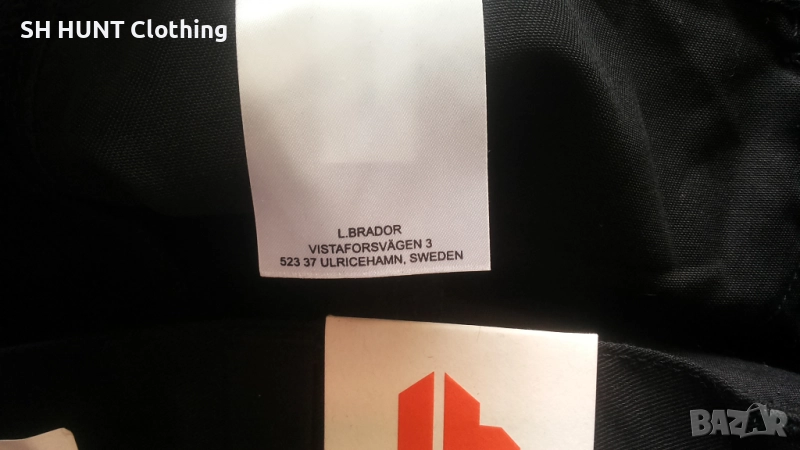 SH HUNT Clothing
L.BRADOR
VISTAFORSVÄGEN 3
523 37 ULRICEHAMN, SWEDEN
BAZAR